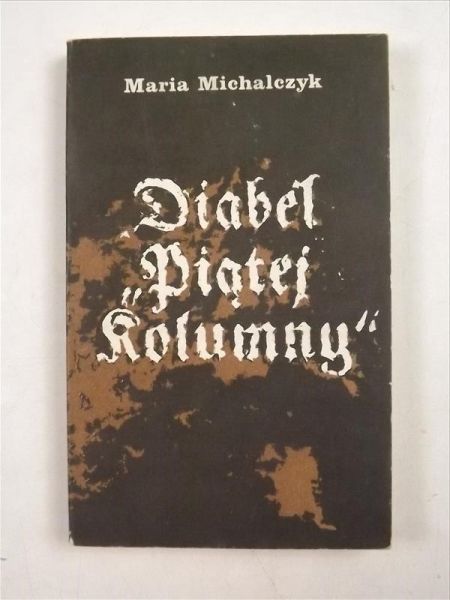 Maria Michalczyk
Diabeł
„Piątej
Kolumny“